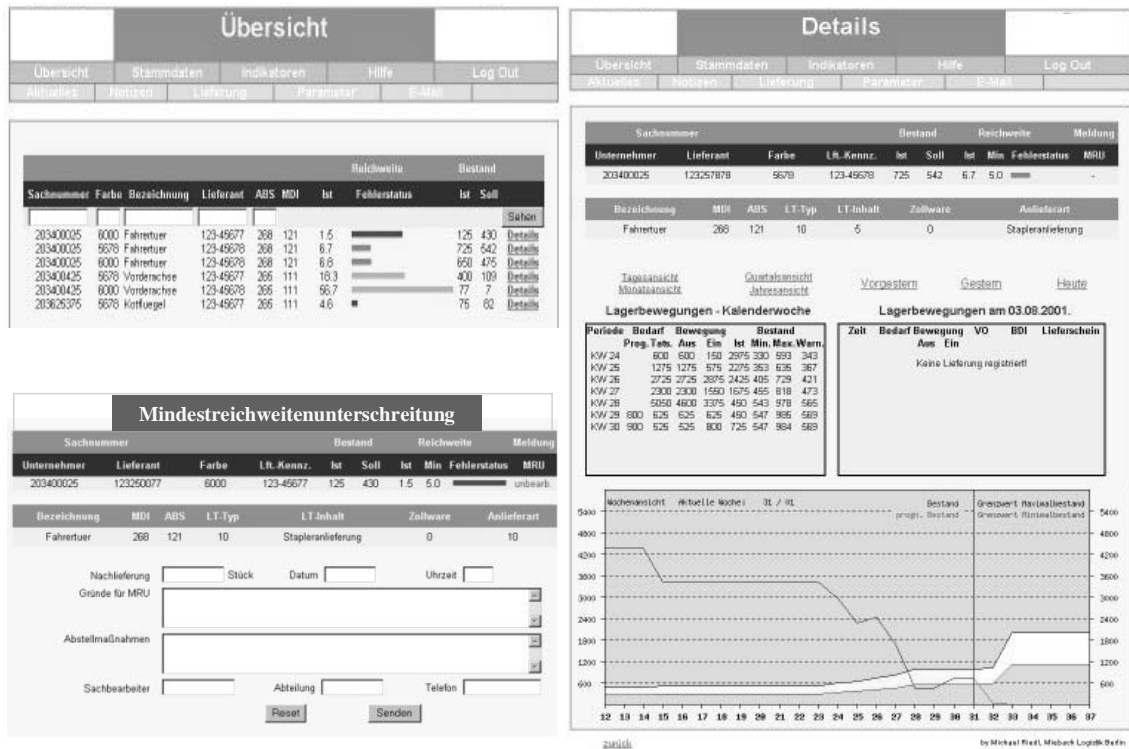 Übersicht
Übersicht Stammdaten Indikatoren Hilfe Log Out
Aktuelles Notizen Lieferung Parameter E-Mail
Reichweite Bestand
Sachnummer Farbe Bezeichnung Lieferant ABS MDI Ist Fehlerstatus Ist Soll
Sehen
203400025 6000 Fahrertuer 123-45677 268 121 1.5 125 430 Details
203400025 5678 Fahrertuer 123-45678 268 121 6.7 725 542 Details
203400025 6000 Fahrertuer 123-45678 268 121 6.8 650 475 Details
203400425 5678 Vorderachse 123-45677 265 111 18.3 400 109 Details
203400425 6000 Vorderachse 123-45678 265 111 56.7 77 7 Details
203625375 5678 Kotfluegel 123-45677 265 111 4.6 75 82 Details
Mindestreichweitenunterschreitung
Sachnummer Bestand Reichweite Meldung
Unternehmer Lieferant Farbe Lft.-Kennz. Ist Soll Ist Min Fehlerstatus MRU
203400025 123250077 6000 123-45677 125 430 1.5 5.0 unbearb.
Bezeichnung MDI ABS LT-Typ LT-Inhalt Zollware Anlieferart
Fahrertuer 268 121 10 Stapleranlieferung 0 10
Nachlieferung Stück Datum Uhrzeit
Gründe für MRU
Abstellmaßnahmen
Sachbearbeiter Abteilung Telefon
Reset Senden
Details
Übersicht Stammdaten Indikatoren Hilfe Log Out
Aktuelles Notizen Lieferung Parameter E-Mail
Sachnummer Bestand Reichweite Meldung
Unternehmer Lieferant Farbe Lft.-Kennz. Ist Soll Ist Min Fehlerstatus MRU
203400025 123257878 5678 123-45678 725 542 6.7 5.0 -
Bezeichnung MDI ABS LT-Typ LT-Inhalt Zollware Anlieferart
Fahrertuer 268 121 10 5 0 Stapleranlieferung
Tagesansicht Quartalsansicht
Monatsansicht Jahresansicht
Vorgestern Gestern Heute
Lagerbewegungen - Kalenderwoche
Periode Bedarf Bewegung Bestand
Prog. Tats. Aus Ein Ist Min. Max. Warn.
KW 24 600 600 150 2975 330 593 343
KW 25 1275 1275 575 2275 353 635 367
KW 26 2725 2725 2875 2425 405 729 421
KW 27 2300 2300 1550 1675 455 818 473
KW 28 5050 4600 3375 450 543 978 565
KW 29 800 625 625 625 450 547 985 569
KW 30 900 525 525 800 725 547 984 569
Lagerbewegungen am 03.08.2001.
Zeit Bedarf Bewegung VO BDI Lieferschein
Aus Ein
Keine Lieferung registriert!
Wochenansicht Aktuelle Woche: 31 / 01 Bestand Grenzwert Maximalbestand
progn. Bestand Grenzwert Minimalbestand
5400 5400
4800 4800
4200 4200
3600 3600
3000 3000
2400 2400
1800 1800
1200 1200
600 600
12 13 14 15 16 17 18 19 20 21 22 23 24 25 26 27 28 29 30 31 32 33 34 35 36 37
zurück
by Michael Riedl, Miebach Logistik Berlin